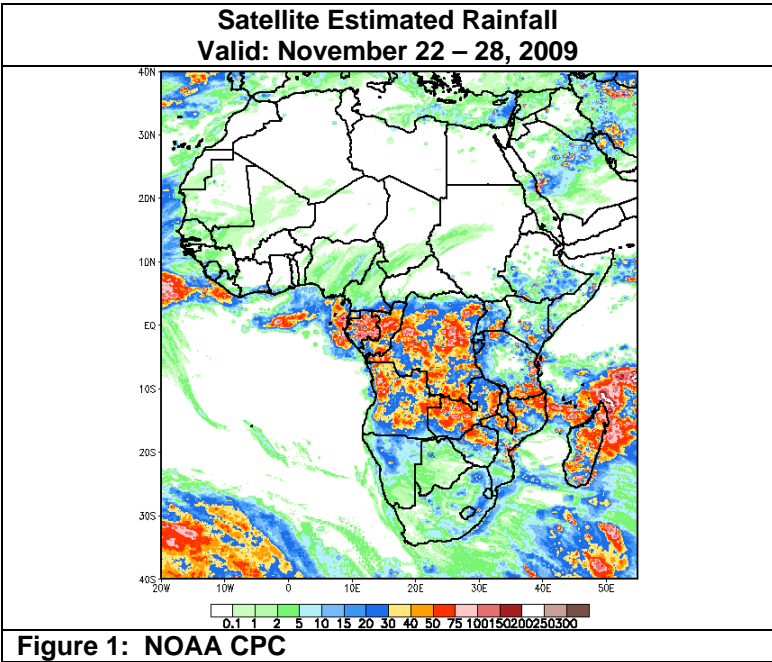 Satellite Estimated Rainfall
Valid: November 22 – 28, 2009
40N
30N
20N
10N
EQ
10S
20S
30S
40S
20W 10W 0 10E 20E 30E 40E 50E
0.1 1 2 5 10 15 20 30 40 50 75 100 150 200 250 300
Figure 1: NOAA CPC